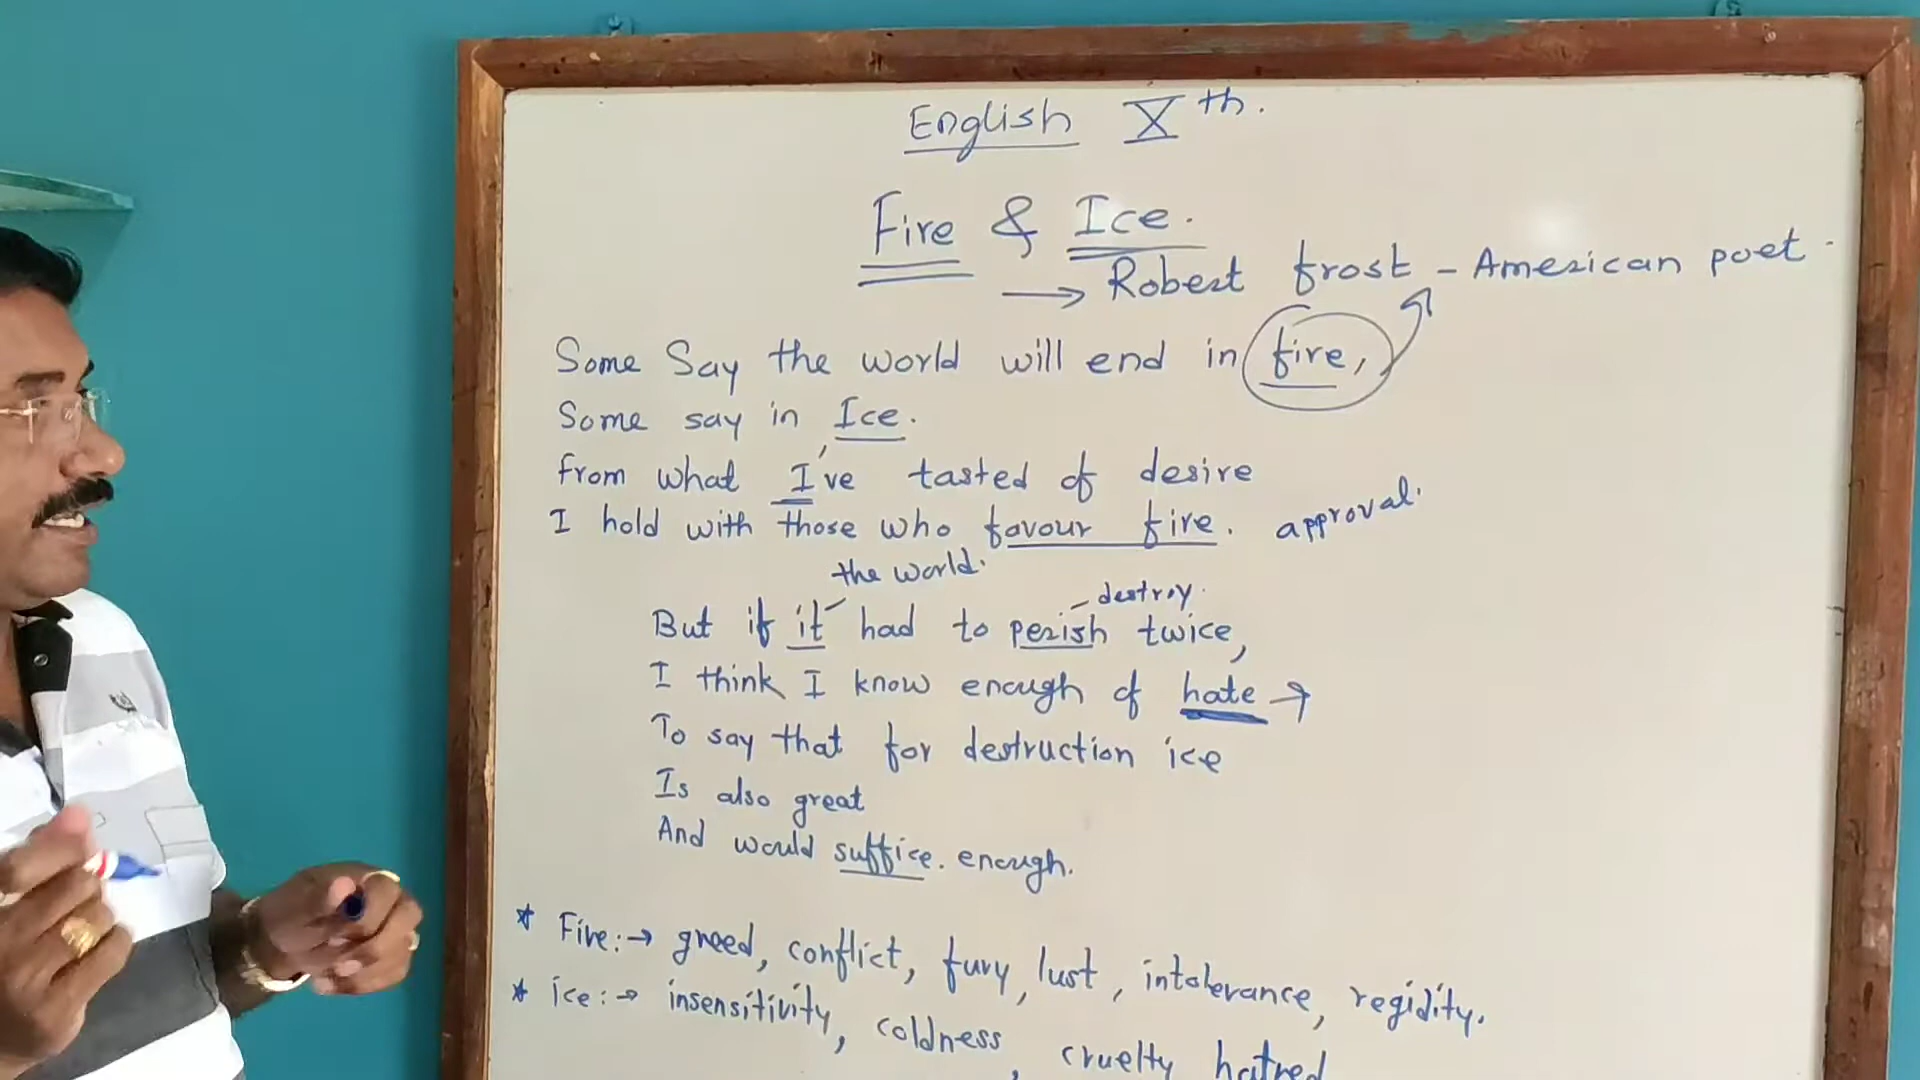 English Xth.
Fire & Ice.
→ Robert frost - American poet.
Some Say the world will end in fire,
Some say in Ice.
from what I've tasted of desire
I hold with those who favour fire. approval.
the world.
destroy.
But if it had to perish twice,
I think I know enough of hate →
To say that for destruction ice
Is also great
And would suffice. enough.
* Fire:→ greed, conflict, fury, lust, intolerance, regidity.
* ice:→ insensitivity, coldness, cruelty hatred